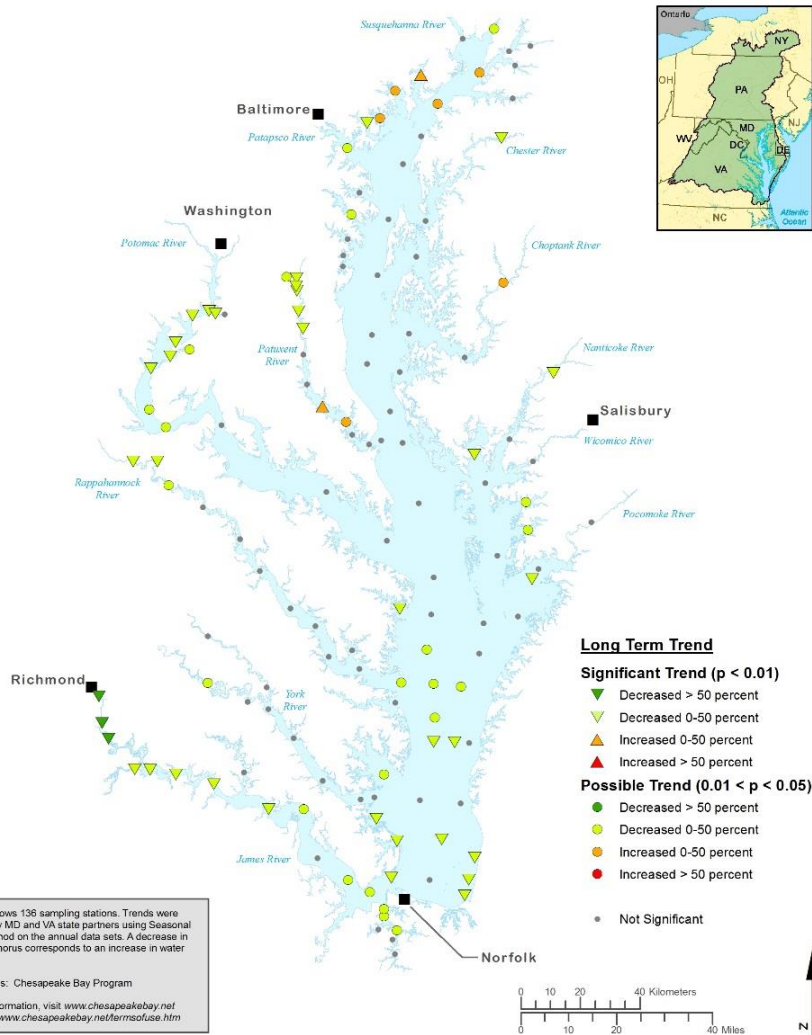 Susquehanna River
Baltimore
Patapsco River
Chester River
Washington
Potomac River
Choptank River
Patuxent
River
Nanticoke River
Salisbury
Wicomico River
Rappahannock
River
Pocomoke River
Richmond
York
River
James River
Norfolk
Ontario
NY
OH
PA
NJ
MD
WV
DC
DE
VA
NC
Atlantic
Ocean
Long Term Trend
Significant Trend (p < 0.01)
Decreased > 50 percent
Decreased 0-50 percent
Increased 0-50 percent
Increased > 50 percent
Possible Trend (0.01 < p < 0.05)
Decreased > 50 percent
Decreased 0-50 percent
Increased 0-50 percent
Increased > 50 percent
Not Significant
ows 136 sampling stations. Trends were
y MD and VA state partners using Seasonal
hod on the annual data sets. A decrease in
horus corresponds to an increase in water
s: Chesapeake Bay Program
ormation, visit www.chesapeakebay.net
www.chesapeakebay.net/termsofuse.htm
0 10 20 40 Kilometers
0 10 20 40 Miles
N